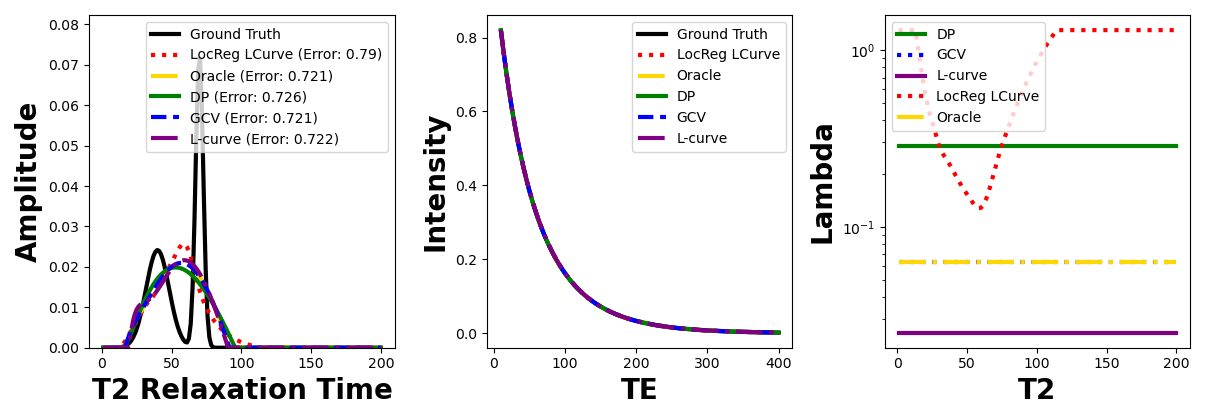 0.08
0.07
0.06
0.05
0.04
0.03
0.02
0.01
0.00
Amplitude
Ground Truth
LocReg LCurve (Error: 0.79)
Oracle (Error: 0.721)
DP (Error: 0.726)
GCV (Error: 0.721)
L-curve (Error: 0.722)
0 50 100 150 200
T2 Relaxation Time
0.8
0.6
0.4
0.2
0.0
Intensity
Ground Truth
LocReg LCurve
Oracle
DP
GCV
L-curve
0 100 200 300 400
TE
10⁰
10⁻¹
Lambda
DP
GCV
L-curve
LocReg LCurve
Oracle
0 50 100 150 200
T2